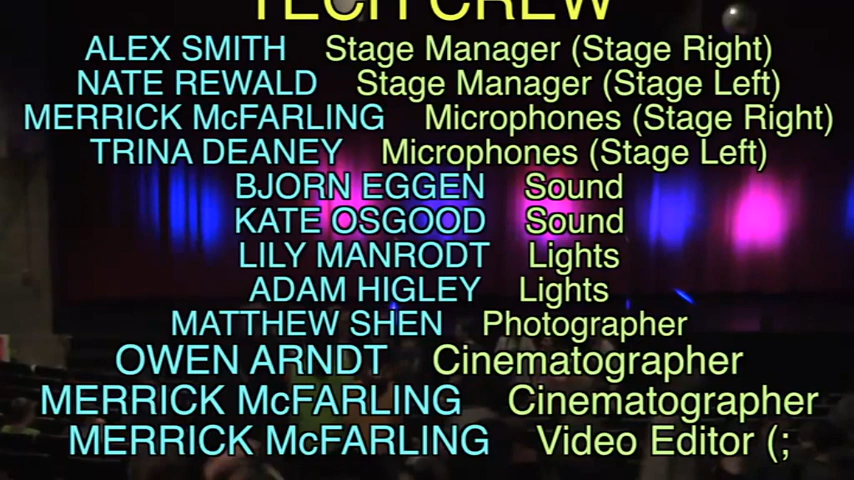 TECH CREW
ALEX SMITH Stage Manager (Stage Right)
NATE REWALD Stage Manager (Stage Left)
MERRICK McFARLING Microphones (Stage Right)
TRINA DEANEY Microphones (Stage Left)
BJORN EGGEN Sound
KATE OSGOOD Sound
LILY MANRODT Lights
ADAM HIGLEY Lights
MATTHEW SHEN Photographer
OWEN ARNDT Cinematographer
MERRICK McFARLING Cinematographer
MERRICK McFARLING Video Editor (;